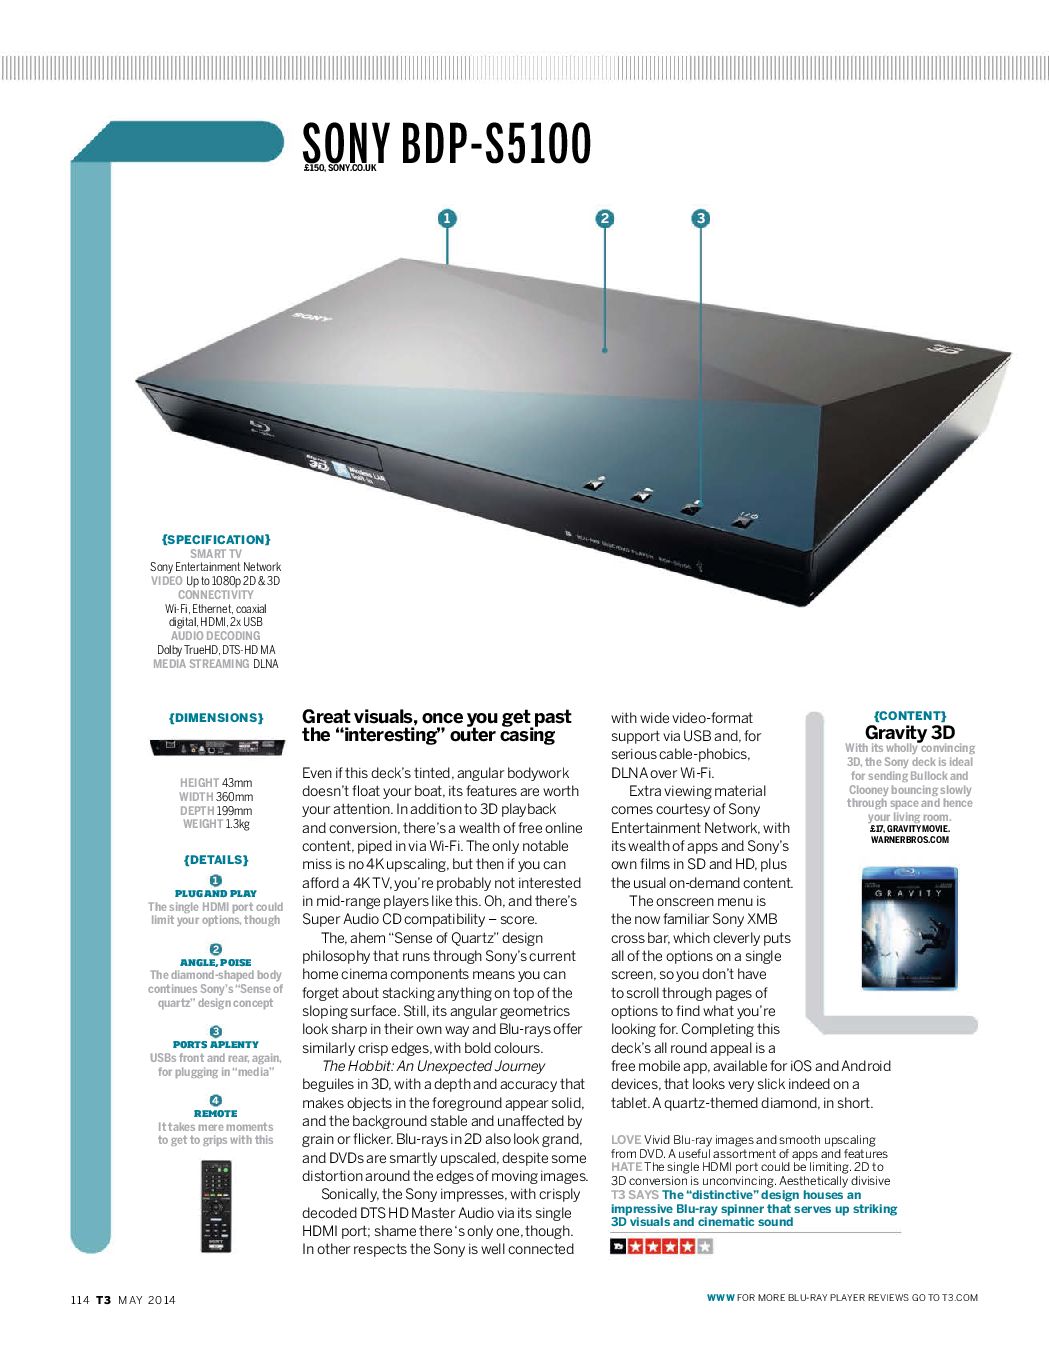 SONY BDP-S5100
£150, SONY.CO.UK
1
2
3
SONY
{SPECIFICATION}
SMART TV
Sony Entertainment Network
VIDEO Up to 1080p 2D & 3D
CONNECTIVITY
Wi-Fi, Ethernet, coaxial
digital, HDMI, 2x USB
AUDIO DECODING
Dolby TrueHD, DTS-HD MA
MEDIA STREAMING DLNA
{DIMENSIONS}
HEIGHT 43mm
WIDTH 360mm
DEPTH 199mm
WEIGHT 1.3kg
{DETAILS}
1
PLUG AND PLAY
The single HDMI port could
limit your options, though
2
ANGLE, POISE
The diamond-shaped body
continues Sony's "Sense of
quartz" design concept
3
PORTS APLENTY
USBs front and rear, again,
for plugging in "media"
4
REMOTE
It takes mere moments
to get to grips with this
Great visuals, once you get past
the "interesting" outer casing
Even if this deck's tinted, angular bodywork
doesn't float your boat, its features are worth
your attention. In addition to 3D playback
and conversion, there's a wealth of free online
content, piped in via Wi-Fi. The only notable
miss is no 4K upscaling, but then if you can
afford a 4K TV, you're probably not interested
in mid-range players like this. Oh, and there's
Super Audio CD compatibility – score.
The, ahem "Sense of Quartz" design
philosophy that runs through Sony's current
home cinema components means you can
forget about stacking anything on top of the
sloping surface. Still, its angular geometrics
look sharp in their own way and Blu-rays offer
similarly crisp edges, with bold colours.
The Hobbit: An Unexpected Journey
beguiles in 3D, with a depth and accuracy that
makes objects in the foreground appear solid,
and the background stable and unaffected by
grain or flicker. Blu-rays in 2D also look grand,
and DVDs are smartly upscaled, despite some
distortion around the edges of moving images.
Sonically, the Sony impresses, with crisply
decoded DTS HD Master Audio via its single
HDMI port; shame there's only one, though.
In other respects the Sony is well connected
with wide video-format
support via USB and, for
serious cable-phobics,
DLNA over Wi-Fi.
Extra viewing material
comes courtesy of Sony
Entertainment Network, with
its wealth of apps and Sony's
own films in SD and HD, plus
the usual on-demand content.
The onscreen menu is
the now familiar Sony XMB
cross bar, which cleverly puts
all of the options on a single
screen, so you don't have
to scroll through pages of
options to find what you're
looking for. Completing this
deck's all round appeal is a
free mobile app, available for iOS and Android
devices, that looks very slick indeed on a
tablet. A quartz-themed diamond, in short.
LOVE Vivid Blu-ray images and smooth upscaling
from DVD. A useful assortment of apps and features
HATE The single HDMI port could be limiting. 2D to
3D conversion is unconvincing. Aesthetically divisive
T3 SAYS The "distinctive" design houses an
impressive Blu-ray spinner that serves up striking
3D visuals and cinematic sound
{CONTENT}
Gravity 3D
With its wholly convincing
3D, the Sony deck is ideal
for sending Bullock and
Clooney bouncing slowly
through space and hence
your living room.
£17, GRAVITYMOVIE.
WARNERBROS.COM
GRAVITY
114 T3 MAY 2014
WWW FOR MORE BLU-RAY PLAYER REVIEWS GO TO T3.COM